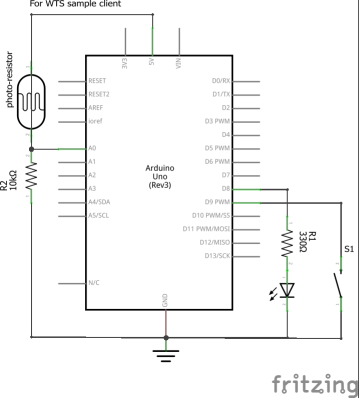 For WTS sample client
3V3
5V
VIN
photo-resistor
RESET
RESET2
AREF
ioref
A0
A1
A2
A3
A4/SDA
A5/SCL
N/C
R2
10kΩ
Arduino
Uno
(Rev3)
D0/RX
D1/TX
D2
D3 PWM
D4
D5 PWM
D6 PWM
D7
D8
D9 PWM
D10 PWM/SS
D11 PWM/MOSI
D12/MISO
D13/SCK
GND
R1
330Ω
S1
fritzing